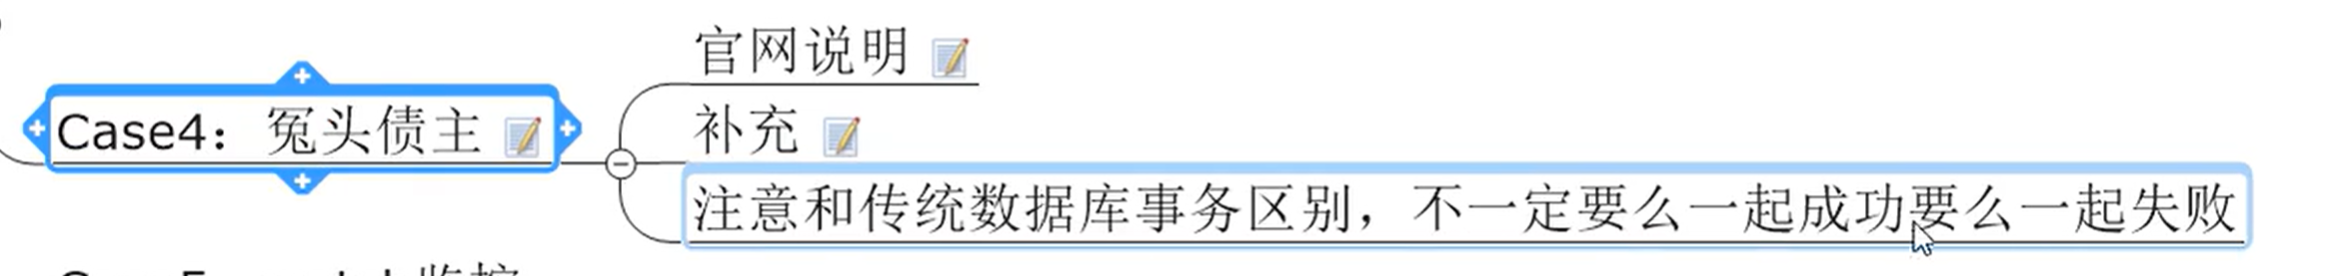 官网说明
Case4：冤头债主
补充
注意和传统数据库事务区别，不一定要么一起成功要么一起失败